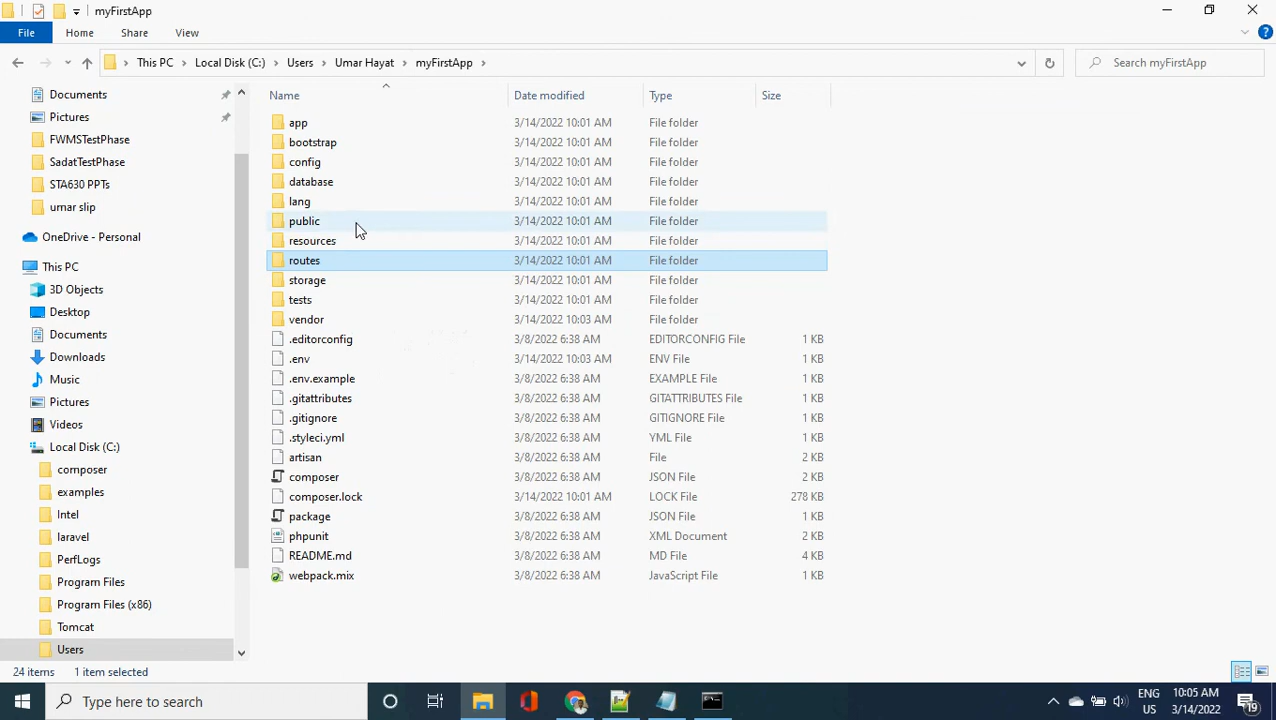 myFirstApp
File Home Share View
This PC Local Disk (C:) Users Umar Hayat myFirstApp Search myFirstApp
Documents
Pictures
FWMSTestPhase
SadatTestPhase
STA630 PPTs
umar slip
OneDrive - Personal
This PC
3D Objects
Desktop
Documents
Downloads
Music
Pictures
Videos
Local Disk (C:)
composer
examples
Intel
laravel
PerfLogs
Program Files
Program Files (x86)
Tomcat
Users
Name Date modified Type Size
app 3/14/2022 10:01 AM File folder
bootstrap 3/14/2022 10:01 AM File folder
config 3/14/2022 10:01 AM File folder
database 3/14/2022 10:01 AM File folder
lang 3/14/2022 10:01 AM File folder
public 3/14/2022 10:01 AM File folder
resources 3/14/2022 10:01 AM File folder
routes 3/14/2022 10:01 AM File folder
storage 3/14/2022 10:01 AM File folder
tests 3/14/2022 10:01 AM File folder
vendor 3/14/2022 10:03 AM File folder
.editorconfig 3/8/2022 6:38 AM EDITORCONFIG File 1 KB
.env 3/14/2022 10:03 AM ENV File 1 KB
.env.example 3/8/2022 6:38 AM EXAMPLE File 1 KB
.gitattributes 3/8/2022 6:38 AM GITATTRIBUTES File 1 KB
.gitignore 3/8/2022 6:38 AM GITIGNORE File 1 KB
.styleci.yml 3/8/2022 6:38 AM YML File 1 KB
artisan 3/8/2022 6:38 AM File 2 KB
composer 3/8/2022 6:38 AM JSON File 2 KB
composer.lock 3/14/2022 10:01 AM LOCK File 278 KB
package 3/8/2022 6:38 AM JSON File 1 KB
phpunit 3/8/2022 6:38 AM XML Document 2 KB
README.md 3/8/2022 6:38 AM MD File 4 KB
webpack.mix 3/8/2022 6:38 AM JavaScript File 1 KB
24 items 1 item selected
Type here to search
ENG
US
10:05 AM
3/14/2022
19